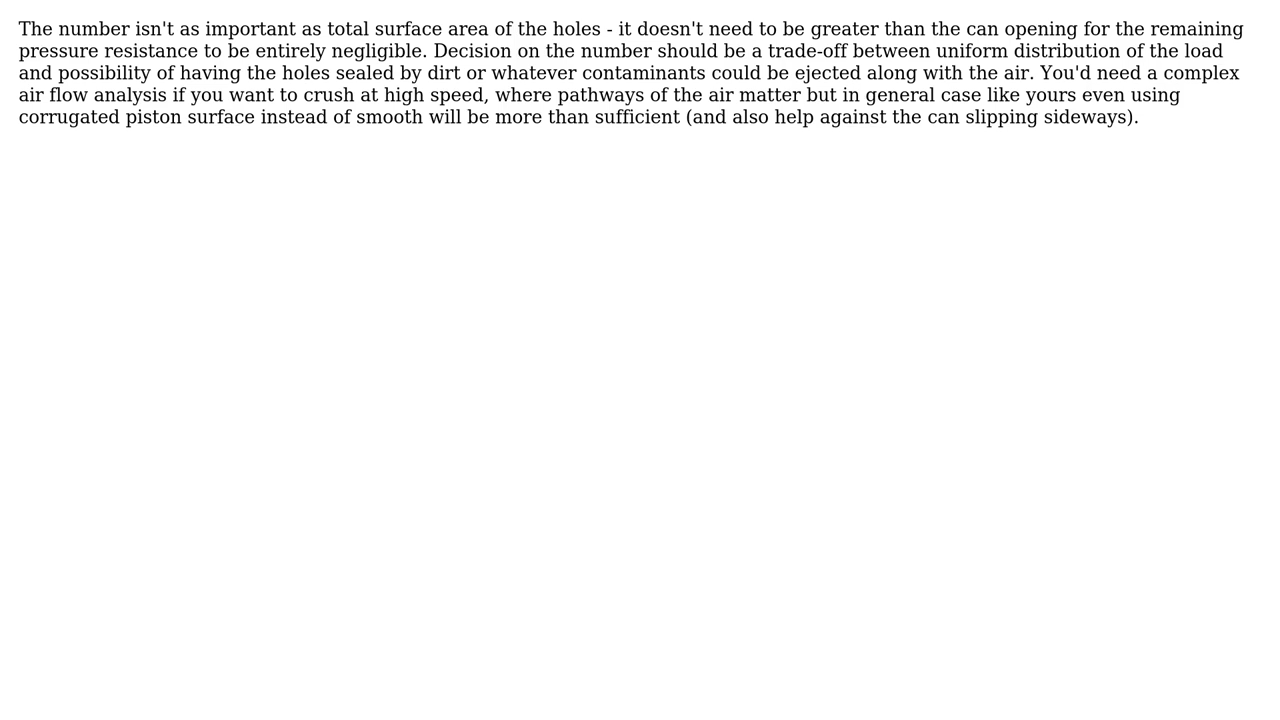 The number isn't as important as total surface area of the holes - it doesn't need to be greater than the can opening for the remaining
pressure resistance to be entirely negligible. Decision on the number should be a trade-off between uniform distribution of the load
and possibility of having the holes sealed by dirt or whatever contaminants could be ejected along with the air. You'd need a complex
air flow analysis if you want to crush at high speed, where pathways of the air matter but in general case like yours even using
corrugated piston surface instead of smooth will be more than sufficient (and also help against the can slipping sideways).